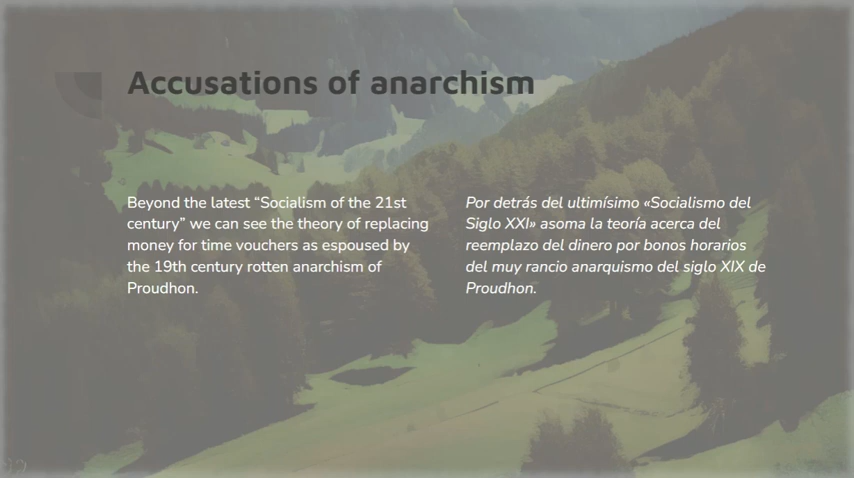 Accusations of anarchism
Beyond the latest “Socialism of the 21st
century” we can see the theory of replacing
money for time vouchers as espoused by
the 19th century rotten anarchism of
Proudhon.
Por detrás del ultimísimo «Socialismo del
Siglo XXI» asoma la teoría acerca del
reemplazo del dinero por bonos horarios
del muy rancio anarquismo del siglo XIX de
Proudhon.